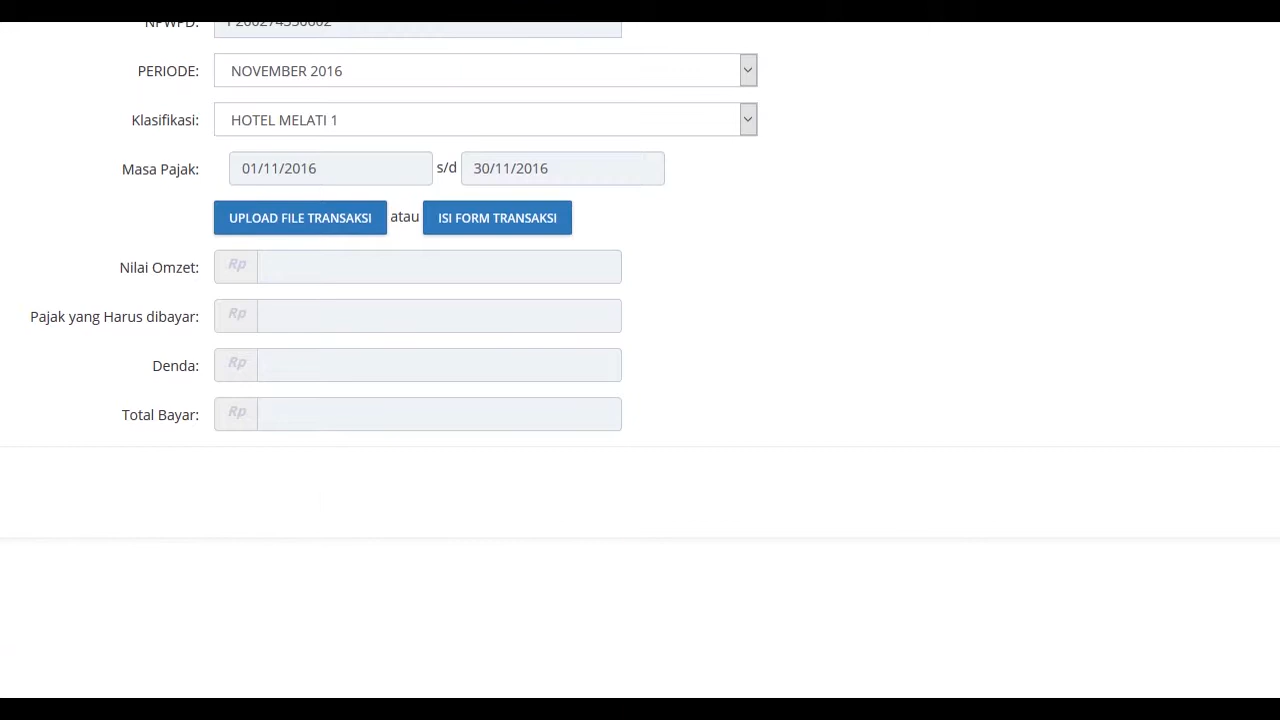 NPWPD:
PERIODE: NOVEMBER 2016
Klasifikasi: HOTEL MELATI 1
Masa Pajak: 01/11/2016 s/d 30/11/2016
UPLOAD FILE TRANSAKSI atau ISI FORM TRANSAKSI
Nilai Omzet: Rp
Pajak yang Harus dibayar: Rp
Denda: Rp
Total Bayar: Rp